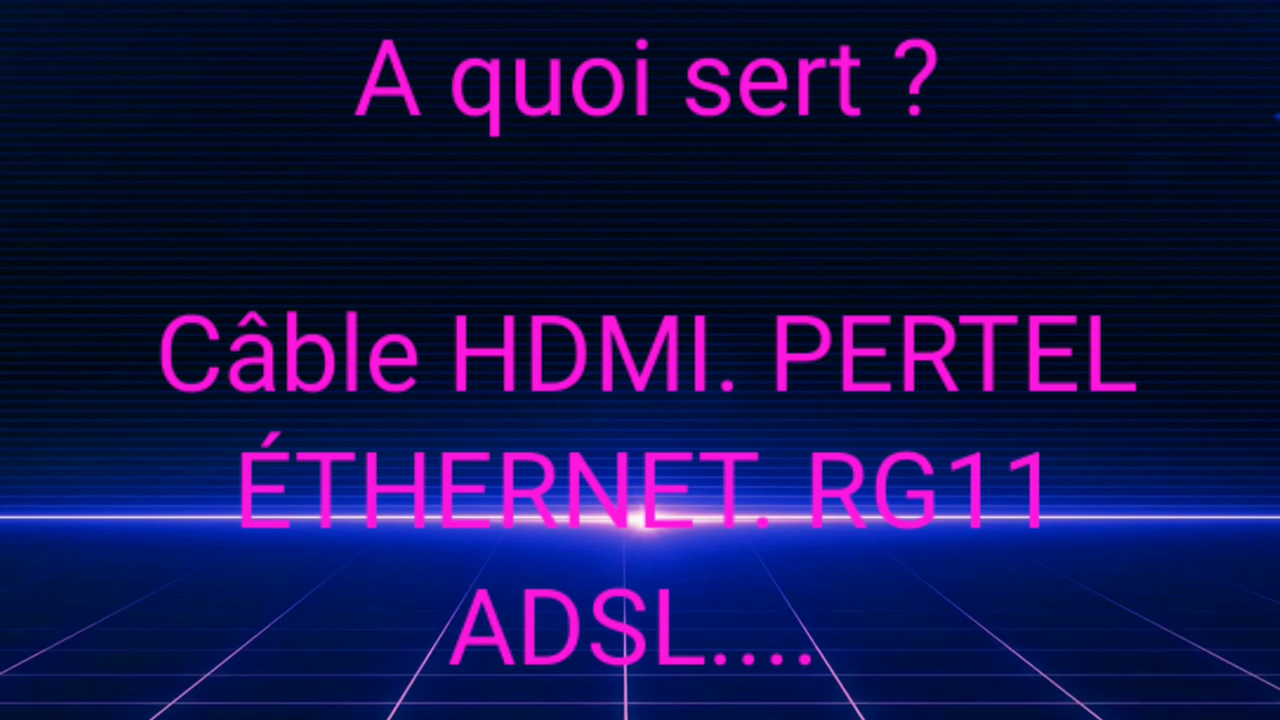 A quoi sert ?
Câble HDMI. PERTEL
ÉTHERNET. RG11
ADSL....